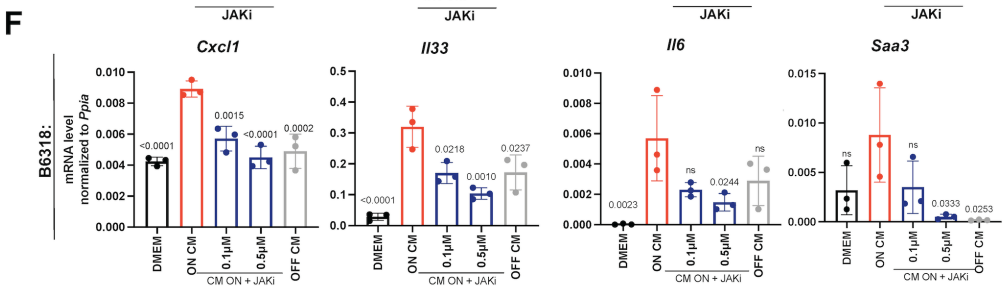 F
JAKi
JAKi
JAKi
JAKi
Cxcl1
Il33
Il6
Saa3
B6318:
mRNA level
normalized to Ppia
0.010
0.008
0.006
0.004
0.002
0.000
<0.0001
0.0015
<0.0001
0.0002
DMEM
ON CM
0.1µM
0.5µM
OFF CM
CM ON + JAKi
0.5
0.4
0.3
0.2
0.1
0.0
<0.0001
0.0218
0.0010
0.0237
DMEM
ON CM
0.1µM
0.5µM
OFF CM
CM ON + JAKi
0.010
0.008
0.006
0.004
0.002
0.000
0.0023
ns
0.0244
ns
DMEM
ON CM
0.1µM
0.5µM
OFF CM
CM ON + JAKi
0.015
0.010
0.005
0.000
ns
ns
0.0333
0.0253
DMEM
ON CM
0.1µM
0.5µM
OFF CM
CM ON + JAKi